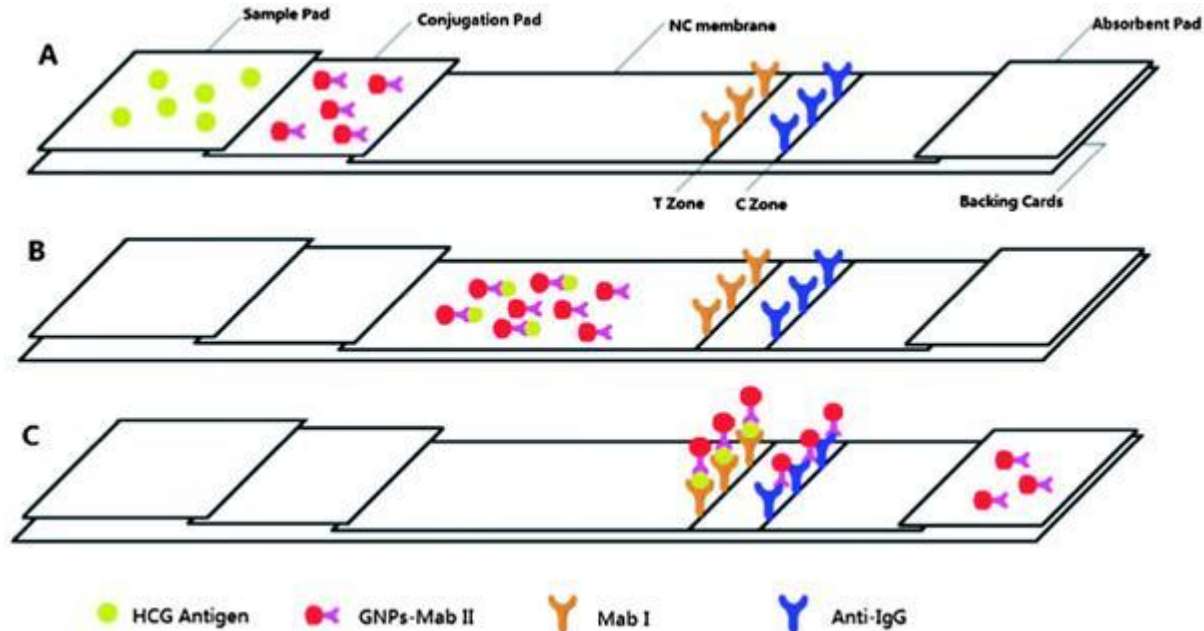 Sample Pad
Conjugation Pad
NC membrane
Absorbent Pad
A
T Zone
C Zone
Backing Cards
B
C
HCG Antigen
GNPs-Mab II
Mab I
Anti-IgG